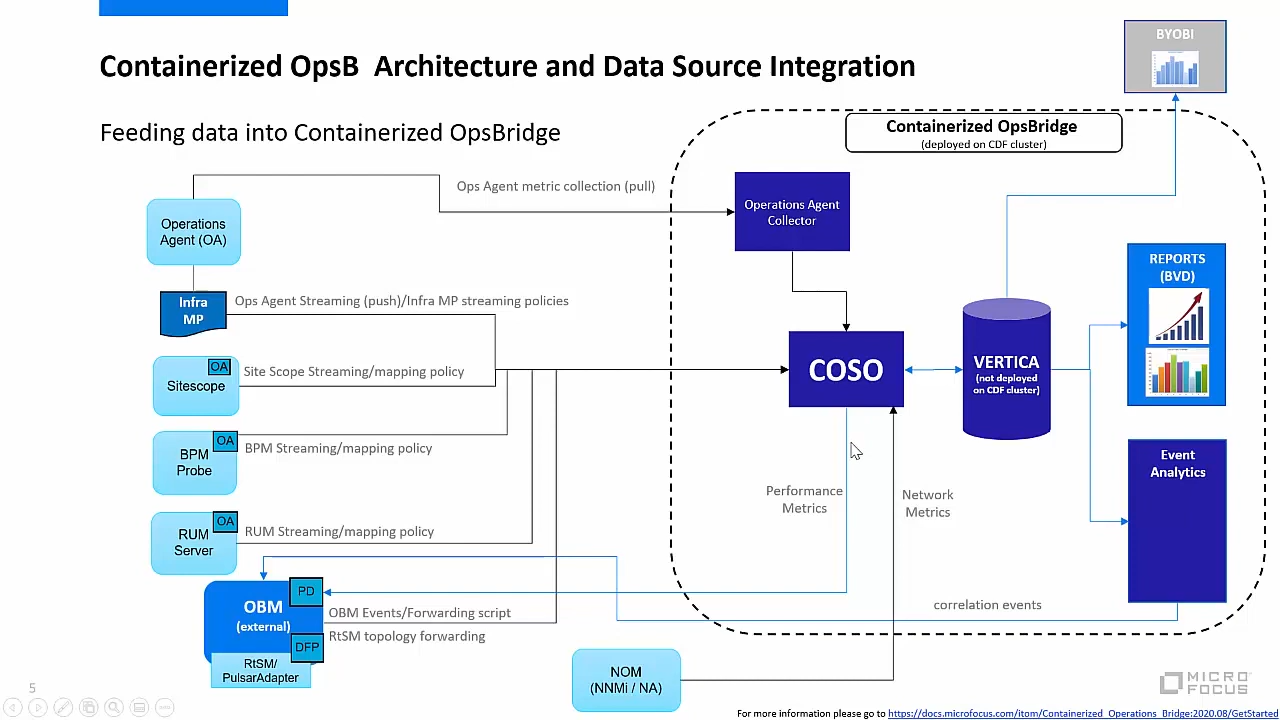 BYOBI
Containerized OpsB  Architecture and Data Source Integration
Feeding data into Containerized OpsBridge
Containerized OpsBridge
(deployed on CDF cluster)
Ops Agent metric collection (pull)
Operations Agent
Collector
Operations
Agent (OA)
REPORTS
(BVD)
Infra
MP
Ops Agent Streaming (push)/Infra MP streaming policies
OA
Sitescope
Site Scope Streaming/mapping policy
COSO
VERTICA
(not deployed
on CDF cluster)
OA
BPM
Probe
BPM Streaming/mapping policy
Event
Analytics
Performance
Metrics
Network
Metrics
OA
RUM
Server
RUM Streaming/mapping policy
PD
OBM
(external)
OBM Events/Forwarding script
correlation events
DFP
RtSM topology forwarding
RtSM/
PulsarAdapter
NOM
(NNMi / NA)
5
MICRO
FOCUS
For more information please go to https://docs.microfocus.com/itom/Containerized_Operations_Bridge:2020.08/GetStarted